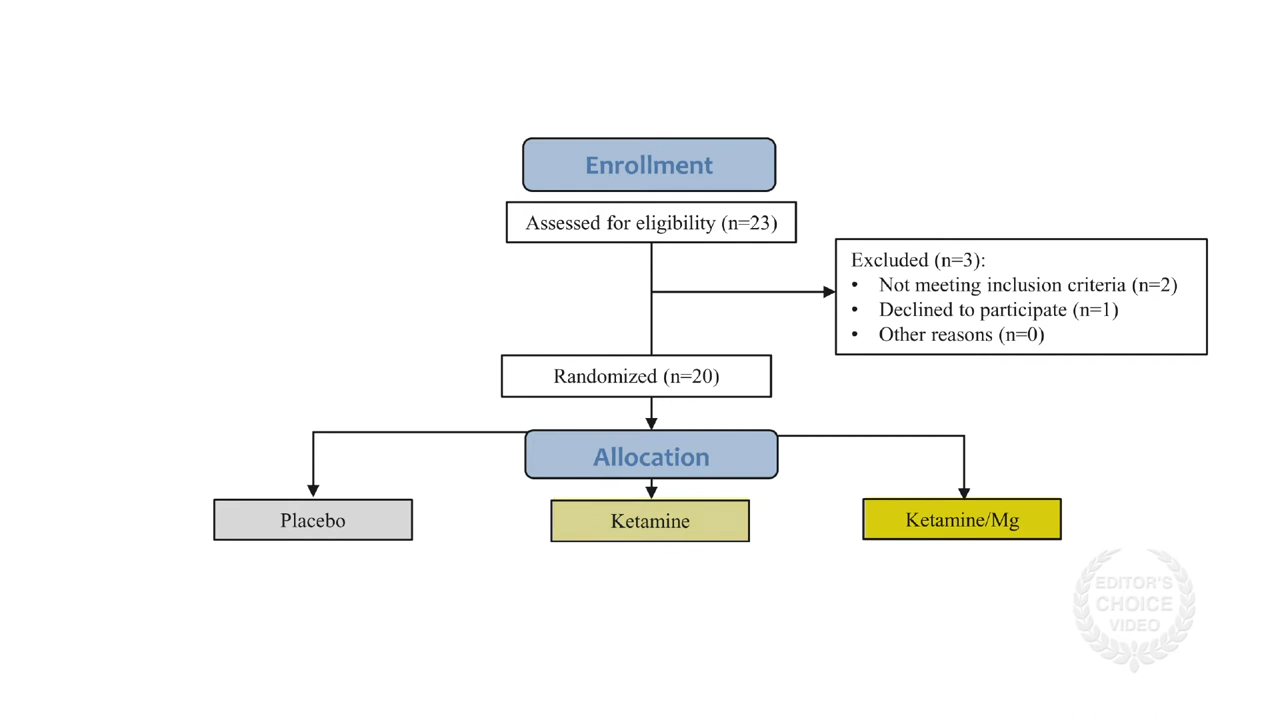 Enrollment
Assessed for eligibility (n=23)
Excluded (n=3):
• Not meeting inclusion criteria (n=2)
• Declined to participate (n=1)
• Other reasons (n=0)
Randomized (n=20)
Allocation
Placebo
Ketamine
Ketamine/Mg
EDITOR'S
CHOICE
VIDEO